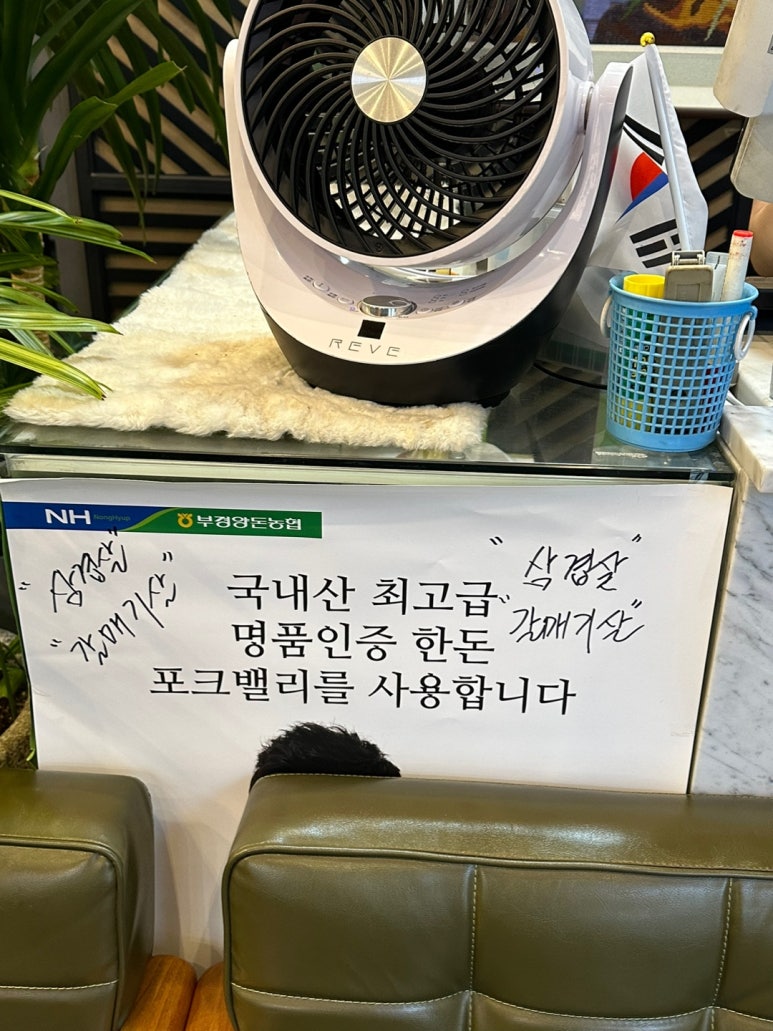 REVE
NH NongHyup 부경양돈농협
"삼겹살"
"갈매기살"
"삼겹살"
"갈매기살"
국내산 최고급
명품인증 한돈
포크밸리를 사용합니다